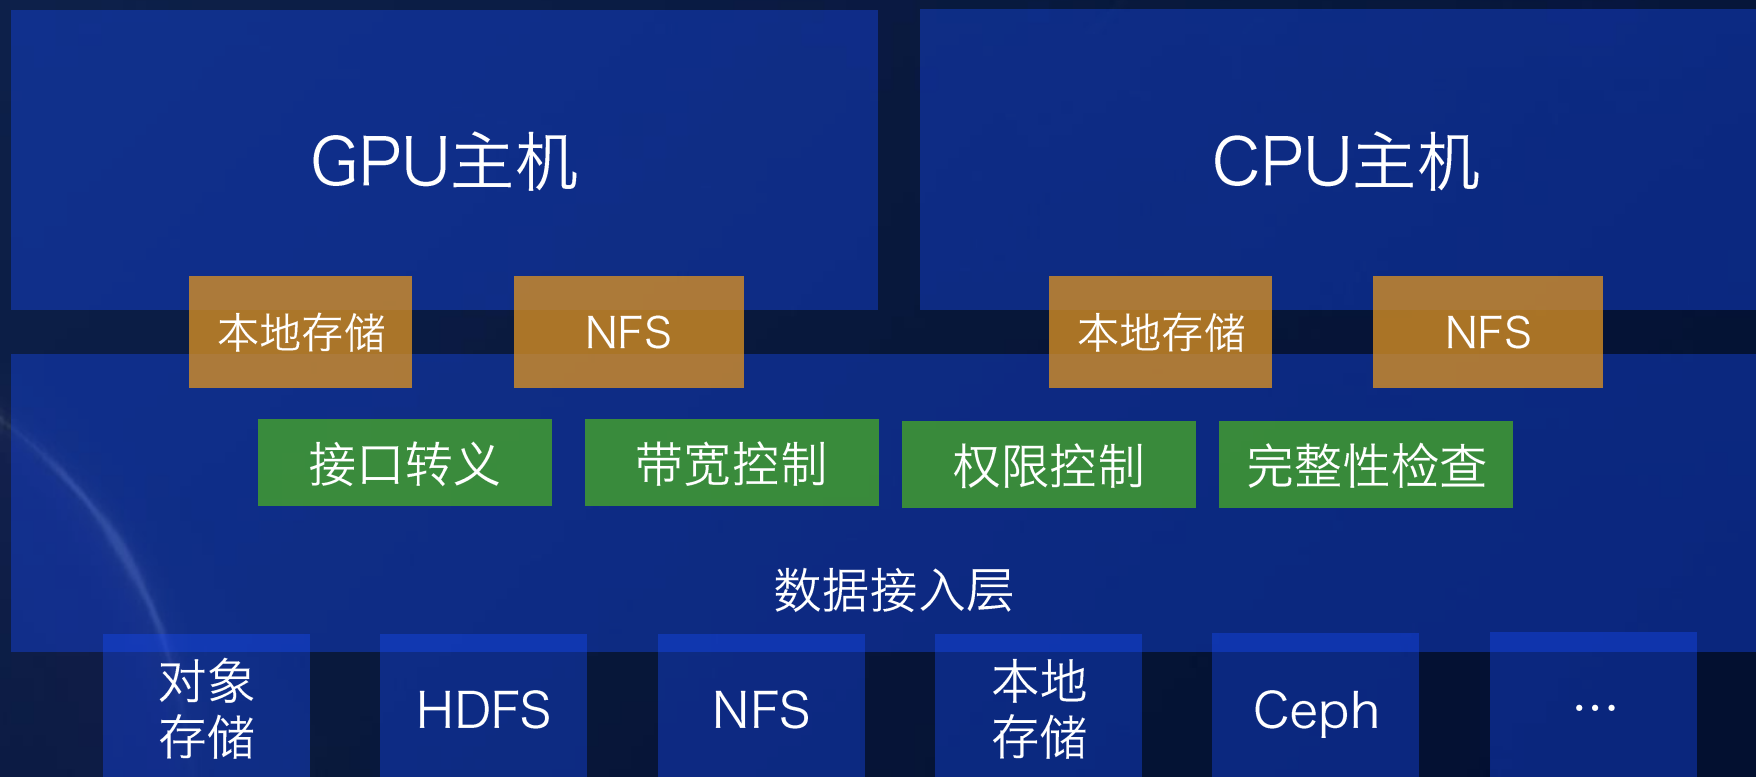 GPU主机
CPU主机
本地存储
NFS
本地存储
NFS
接口转义
带宽控制
权限控制
完整性检查
数据接入层
对象
存储
HDFS
NFS
本地
存储
Ceph
…